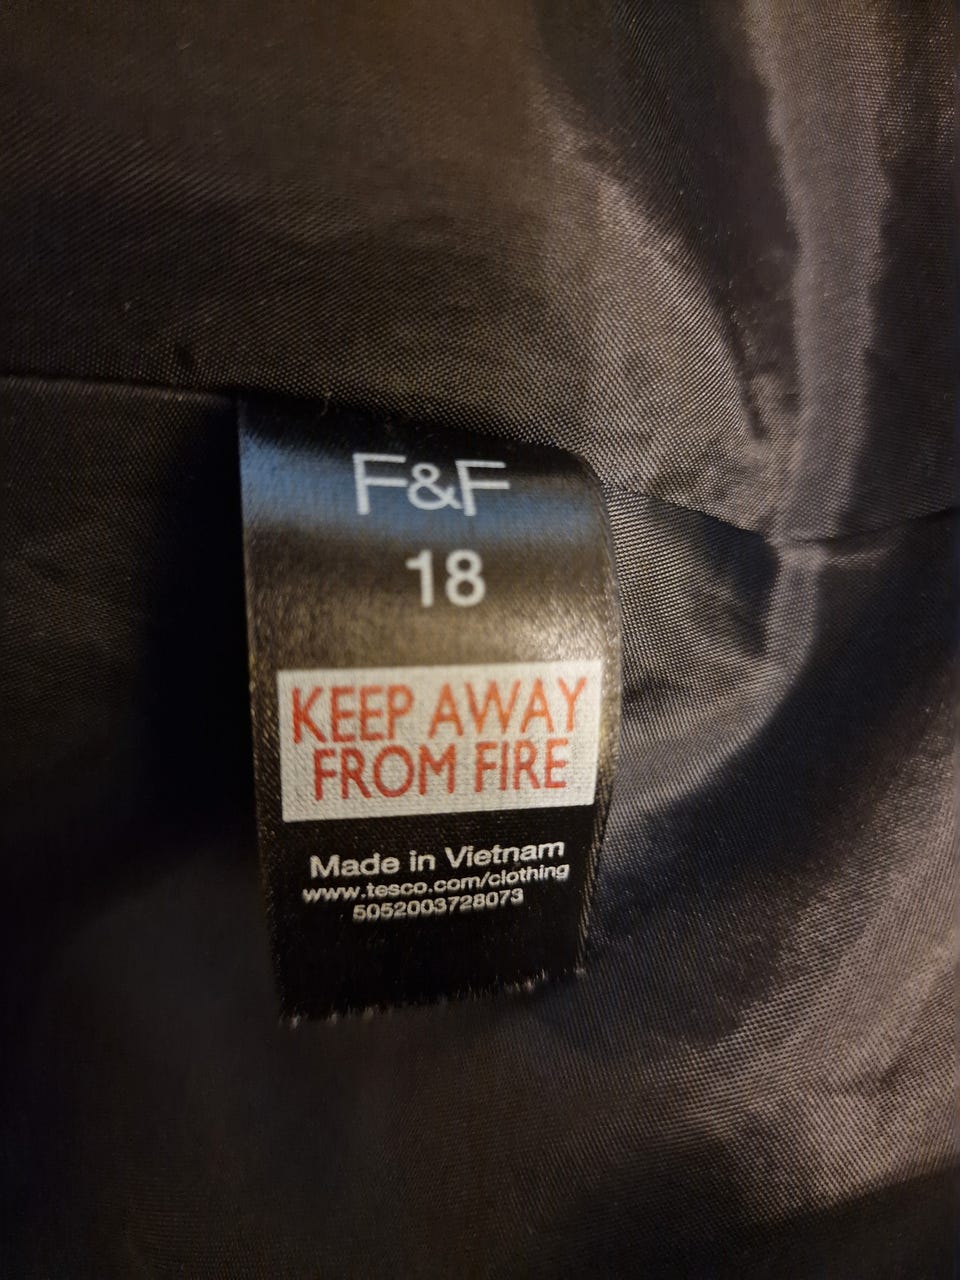 F&F
18
KEEP AWAY
FROM FIRE
Made in Vietnam
www.tesco.com/clothing
5052003728073